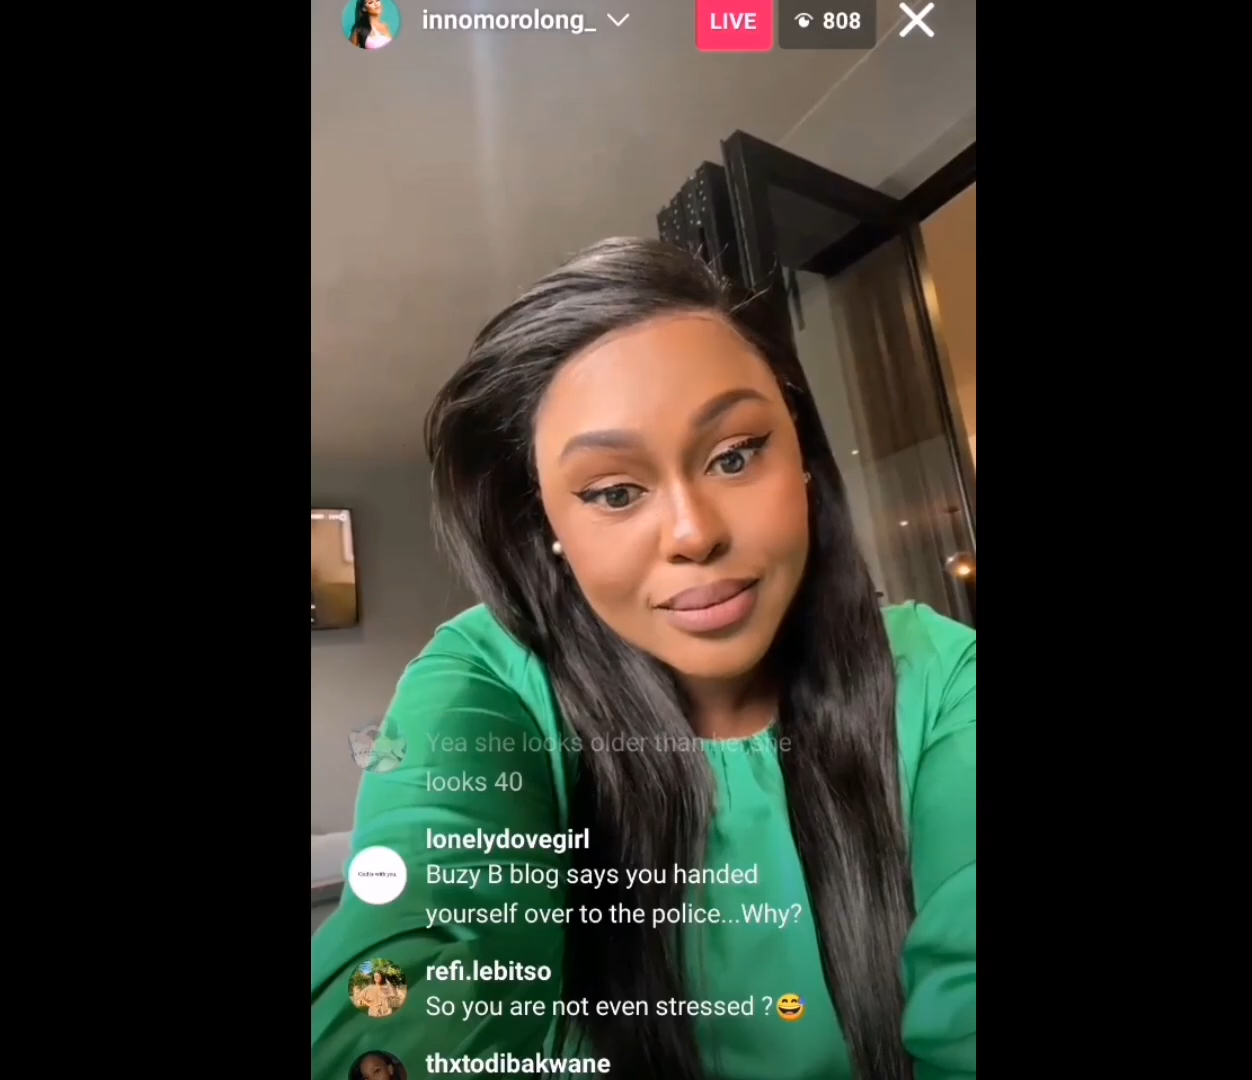 innomorolong_
LIVE
808
Yea she looks older than her,she
looks 40
lonelydovegirl
Buzy B blog says you handed
yourself over to the police...Why?
refi.lebitso
So you are not even stressed ?😅
thxtodibakwane